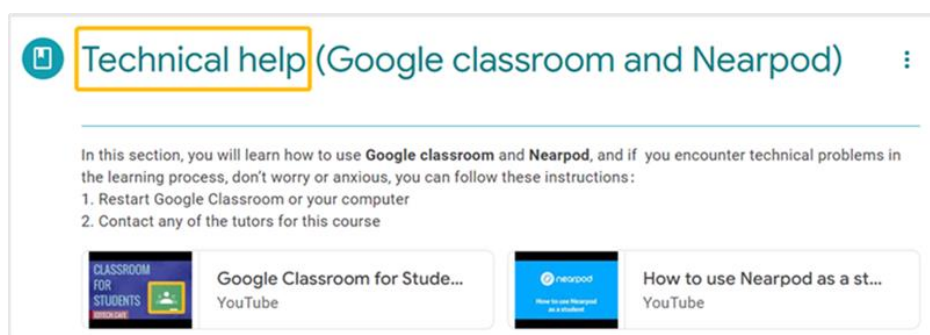 Technical help (Google classroom and Nearpod)
In this section, you will learn how to use Google classroom and Nearpod, and if you encounter technical problems in
the learning process, don't worry or anxious, you can follow these instructions:
1. Restart Google Classroom or your computer
2. Contact any of the tutors for this course
CLASSROOM
FOR
STUDENTS
EDTECH CAFE
Google Classroom for Stude...
YouTube
nearpod
How to use Nearpod
as a student
How to use Nearpod as a st...
YouTube